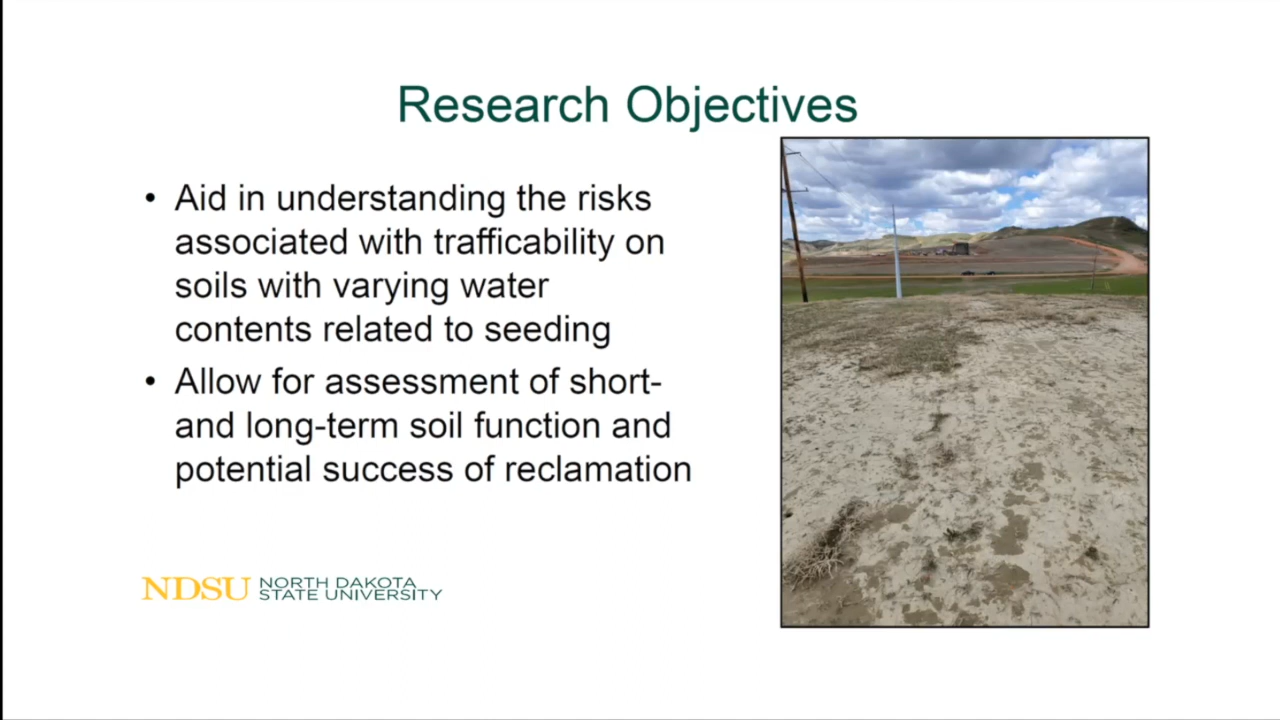 Research Objectives
• Aid in understanding the risks
associated with trafficability on
soils with varying water
contents related to seeding
• Allow for assessment of short-
and long-term soil function and
potential success of reclamation
NDSU NORTH DAKOTA
STATE UNIVERSITY